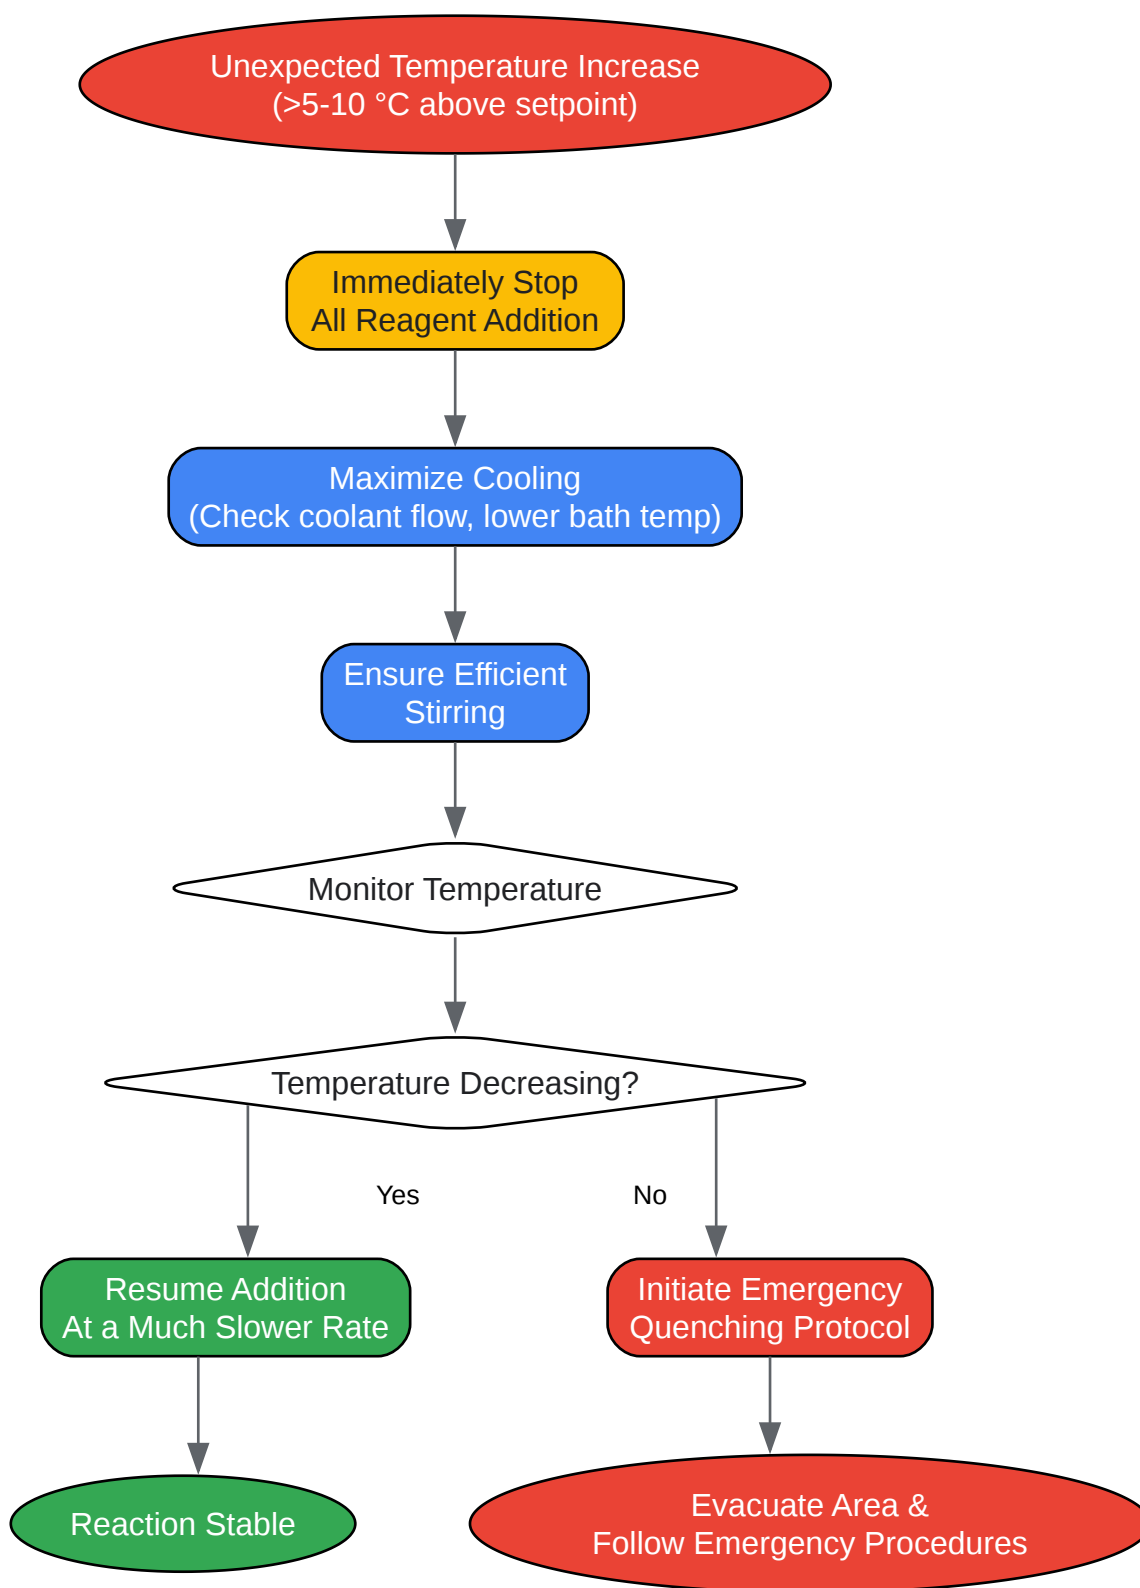 Unexpected Temperature Increase
(>5-10 °C above setpoint)
Immediately Stop
All Reagent Addition
Maximize Cooling
(Check coolant flow, lower bath temp)
Ensure Efficient
Stirring
Monitor Temperature
Temperature Decreasing?
Yes
No
Resume Addition
At a Much Slower Rate
Initiate Emergency
Quenching Protocol
Reaction Stable
Evacuate Area &
Follow Emergency Procedures